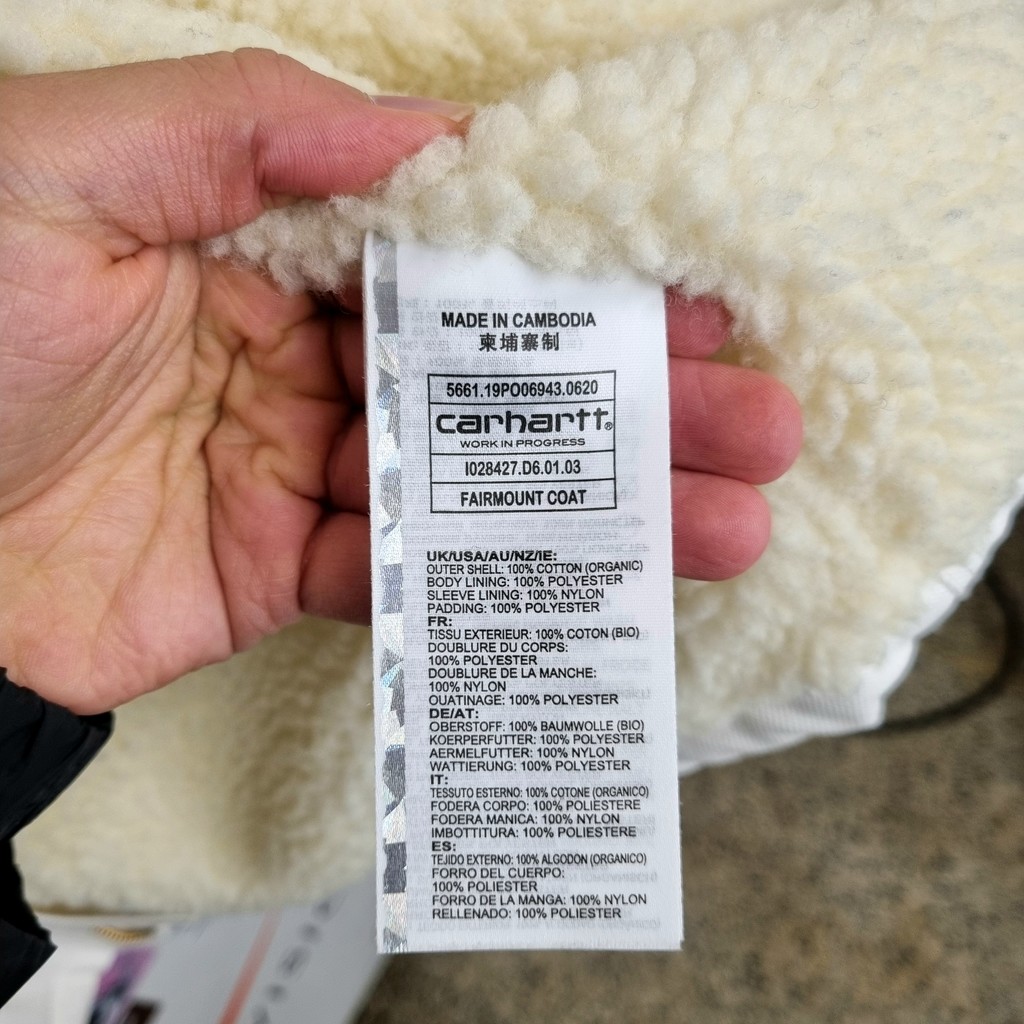 MADE IN CAMBODIA
柬埔寨制
5661.19PO06943.0620
carhartt®
WORK IN PROGRESS
I028427.D6.01.03
FAIRMOUNT COAT
UK/USA/AU/NZ/IE:
OUTER SHELL: 100% COTTON (ORGANIC)
BODY LINING: 100% POLYESTER
SLEEVE LINING: 100% NYLON
PADDING: 100% POLYESTER
FR:
TISSU EXTERIEUR: 100% COTON (BIO)
DOUBLURE DU CORPS:
100% POLYESTER
DOUBLURE DE LA MANCHE:
100% NYLON
OUATINAGE: 100% POLYESTER
DE/AT:
OBERSTOFF: 100% BAUMWOLLE (BIO)
KOERPERFUTTER: 100% POLYESTER
AERMELFUTTER: 100% NYLON
WATTIERUNG: 100% POLYESTER
IT:
TESSUTO ESTERNO: 100% COTONE (ORGANICO)
FODERA CORPO: 100% POLIESTERE
FODERA MANICA: 100% NYLON
IMBOTTITURA: 100% POLIESTERE
ES:
TEJIDO EXTERNO: 100% ALGODON (ORGANICO)
FORRO DEL CUERPO:
100% POLIESTER
FORRO DE LA MANGA: 100% NYLON
RELLENADO: 100% POLIESTER